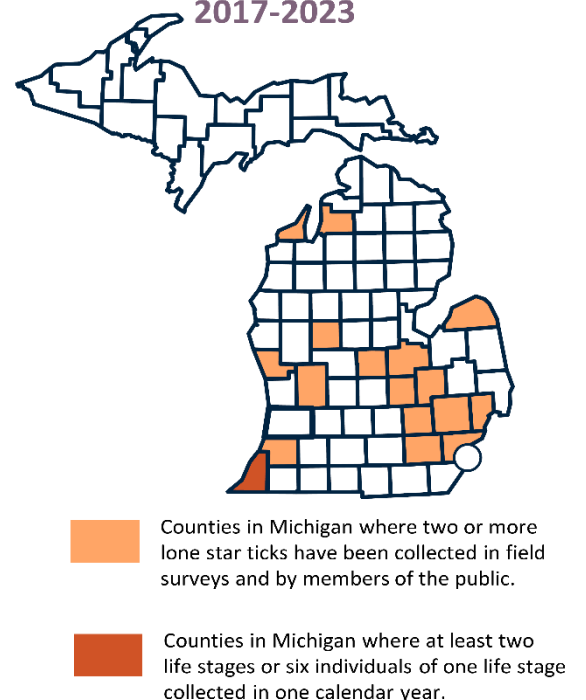 2017-2023
Counties in Michigan where two or more
lone star ticks have been collected in field
surveys and by members of the public.
Counties in Michigan where at least two
life stages or six individuals of one life stage
collected in one calendar year.